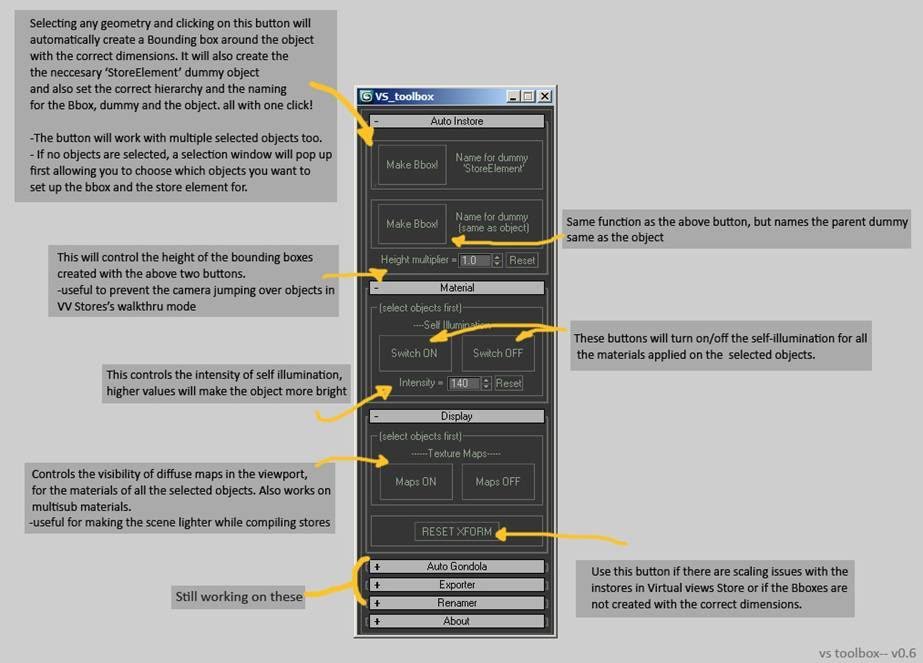 Selecting any geometry and clicking on this button will
automatically create a Bounding box around the object
with the correct dimensions. It will also create the
the neccesary 'StoreElement' dummy object
and also set the correct hierarchy and the naming
for the Bbox, dummy and the object. all with one click!
-The button will work with multiple selected objects too.
- If no objects are selected, a selection window will pop up
first allowing you to choose which objects you want to
set up the bbox and the store element for.
VS_toolbox
- Auto Instore
Make Bbox!
Name for dummy
'StoreElement'
Make Bbox!
Name for dummy
(same as object)
Same function as the above button, but names the parent dummy
same as the object
This will control the height of the bounding boxes
created with the above two buttons.
-useful to prevent the camera jumping over objects in
VV Stores's walkthru mode
Height multiplier = 1.0 Reset
- Material
(select objects first)
----Self Illumination
Switch ON Switch OFF
These buttons will turn on/off the self-illumination for all
the materials applied on the selected objects.
This controls the intensity of self illumination,
higher values will make the object more bright
Intensity = 140 Reset
- Display
(select objects first)
------Texture Maps-----
Maps ON Maps OFF
Controls the visibility of diffuse maps in the viewport,
for the materials of all the selected objects. Also works on
multisub materials.
-useful for making the scene lighter while compiling stores
RESET XFORM
Use this button if there are scaling issues with the
instores in Virtual views Store or if the Bboxes are
not created with the correct dimensions.
Still working on these
+ Auto Gondola
+ Exporter
+ Renamer
+ About
vs toolbox-- v0.6